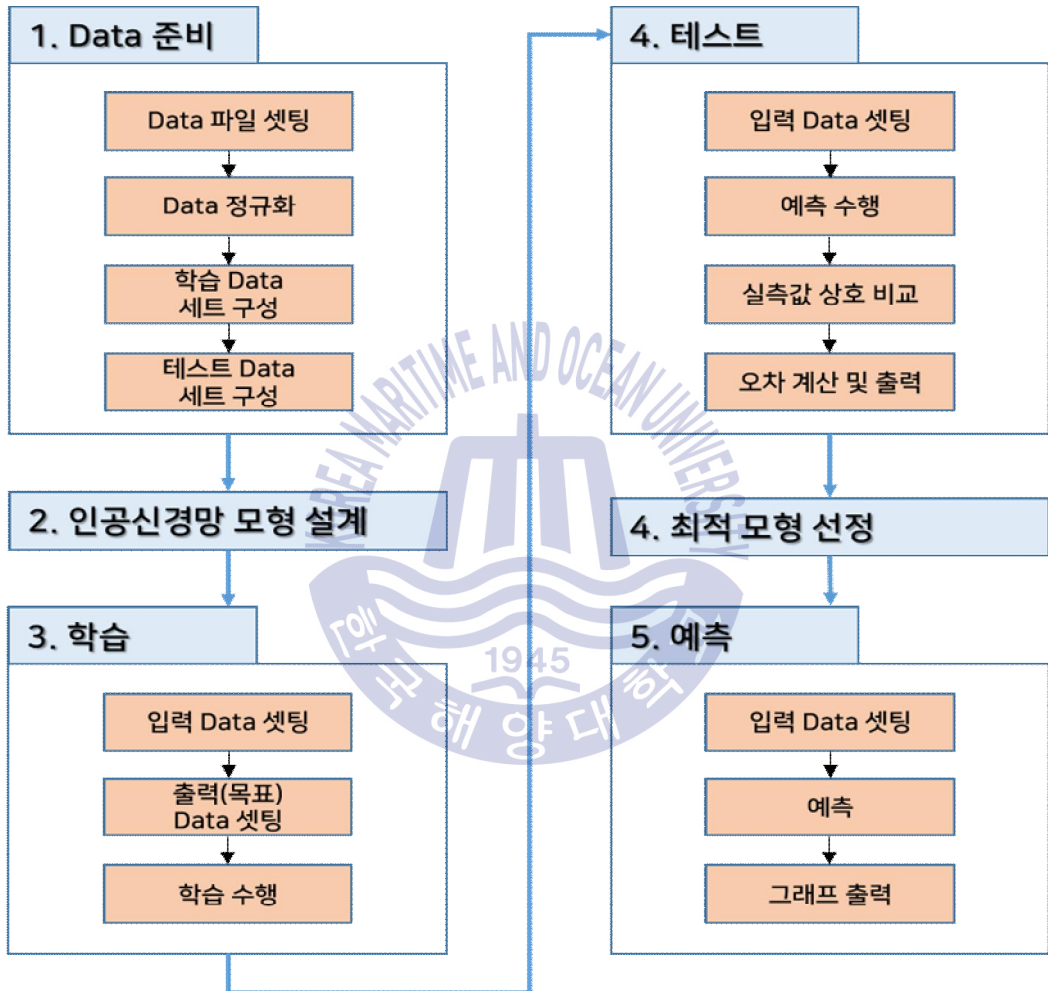 1. Data 준비
Data 파일 셋팅
Data 정규화
학습 Data
세트 구성
테스트 Data
세트 구성
2. 인공신경망 모형 설계
3. 학습
입력 Data 셋팅
출력(목표)
Data 셋팅
학습 수행
4. 테스트
입력 Data 셋팅
예측 수행
실측값 상호 비교
오차 계산 및 출력
4. 최적 모형 선정
5. 예측
입력 Data 셋팅
예측
그래프 출력
KOREA MARITIME AND OCEAN UNIVERSITY
1945
한국해양대학교